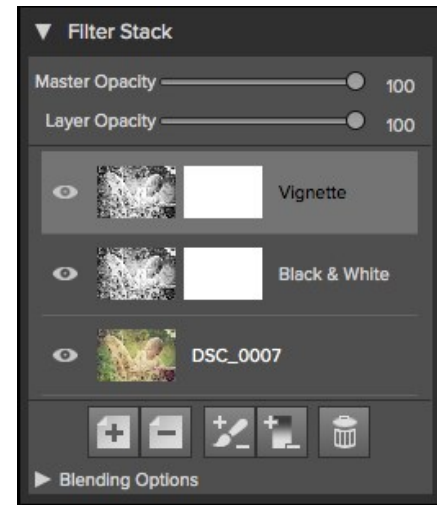 Filter Stack
Master Opacity 100
Layer Opacity 100
Vignette
Black & White
DSC_0007
Blending Options